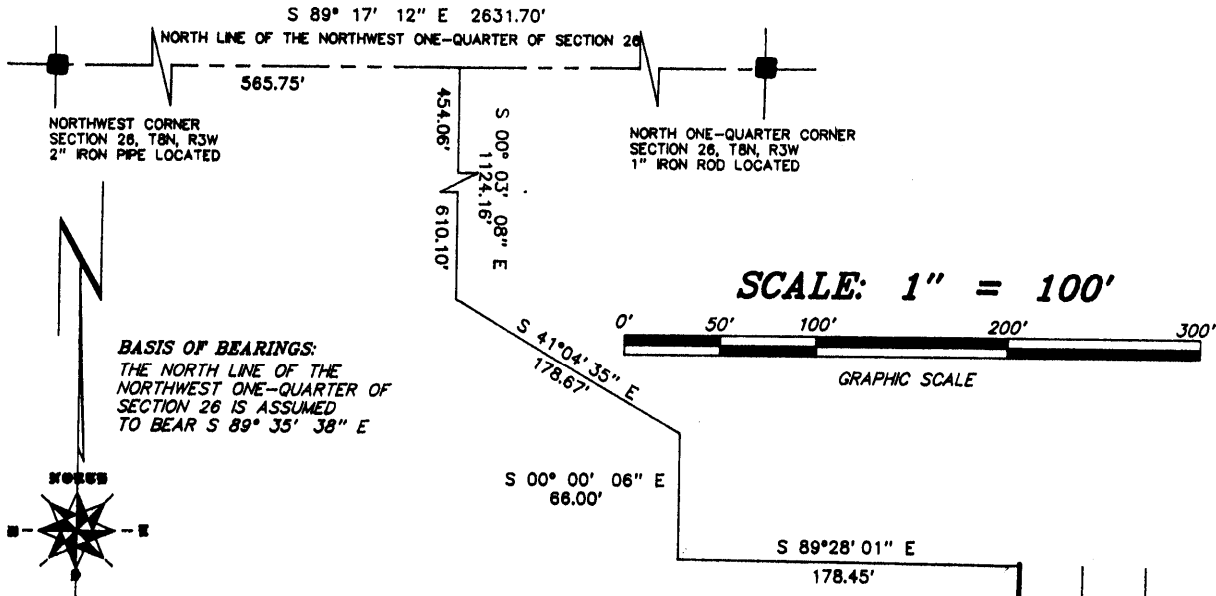 S 89° 17' 12" E 2631.70'
NORTH LINE OF THE NORTHWEST ONE-QUARTER OF SECTION 26
565.75'
NORTHWEST CORNER
SECTION 26, T8N, R3W
2" IRON PIPE LOCATED
454.06'
S 00° 03' 08" E
1124.16'
610.10'
NORTH ONE-QUARTER CORNER
SECTION 26, T8N, R3W
1" IRON ROD LOCATED
SCALE: 1" = 100'
0' 50' 100' 200' 300'
GRAPHIC SCALE
S 41°04'35" E
178.67'
BASIS OF BEARINGS:
THE NORTH LINE OF THE
NORTHWEST ONE-QUARTER OF
SECTION 26 IS ASSUMED
TO BEAR S 89° 35' 38" E
S 00° 00' 06" E
66.00'
NORTH
S 89°28'01" E
178.45'